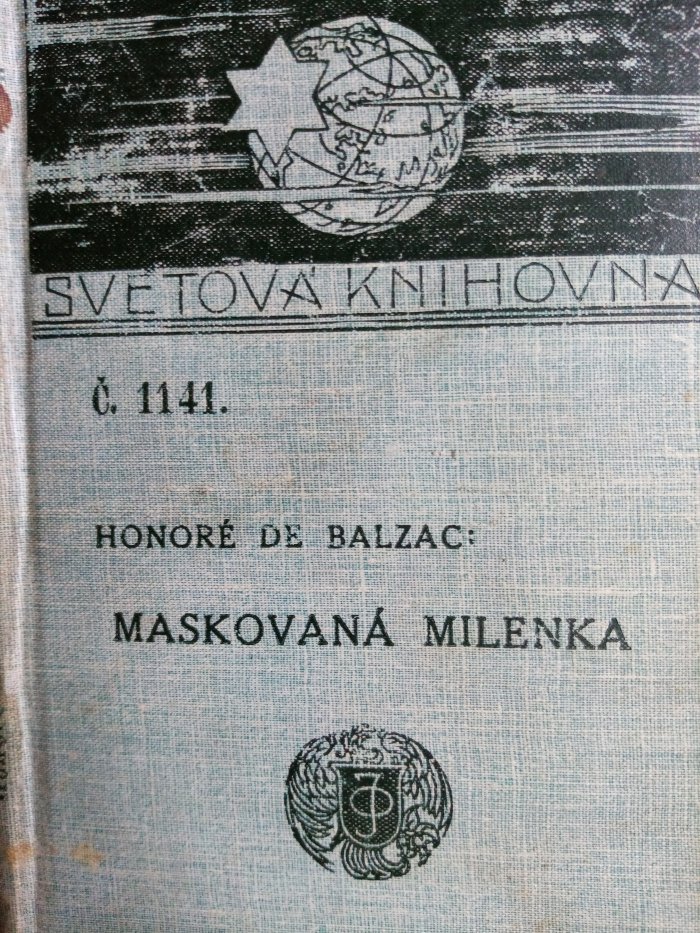 SVĚTOVÁ KNIHOVNA
Č. 1141.
HONORÉ DE BALZAC:
MASKOVANÁ MILENKA